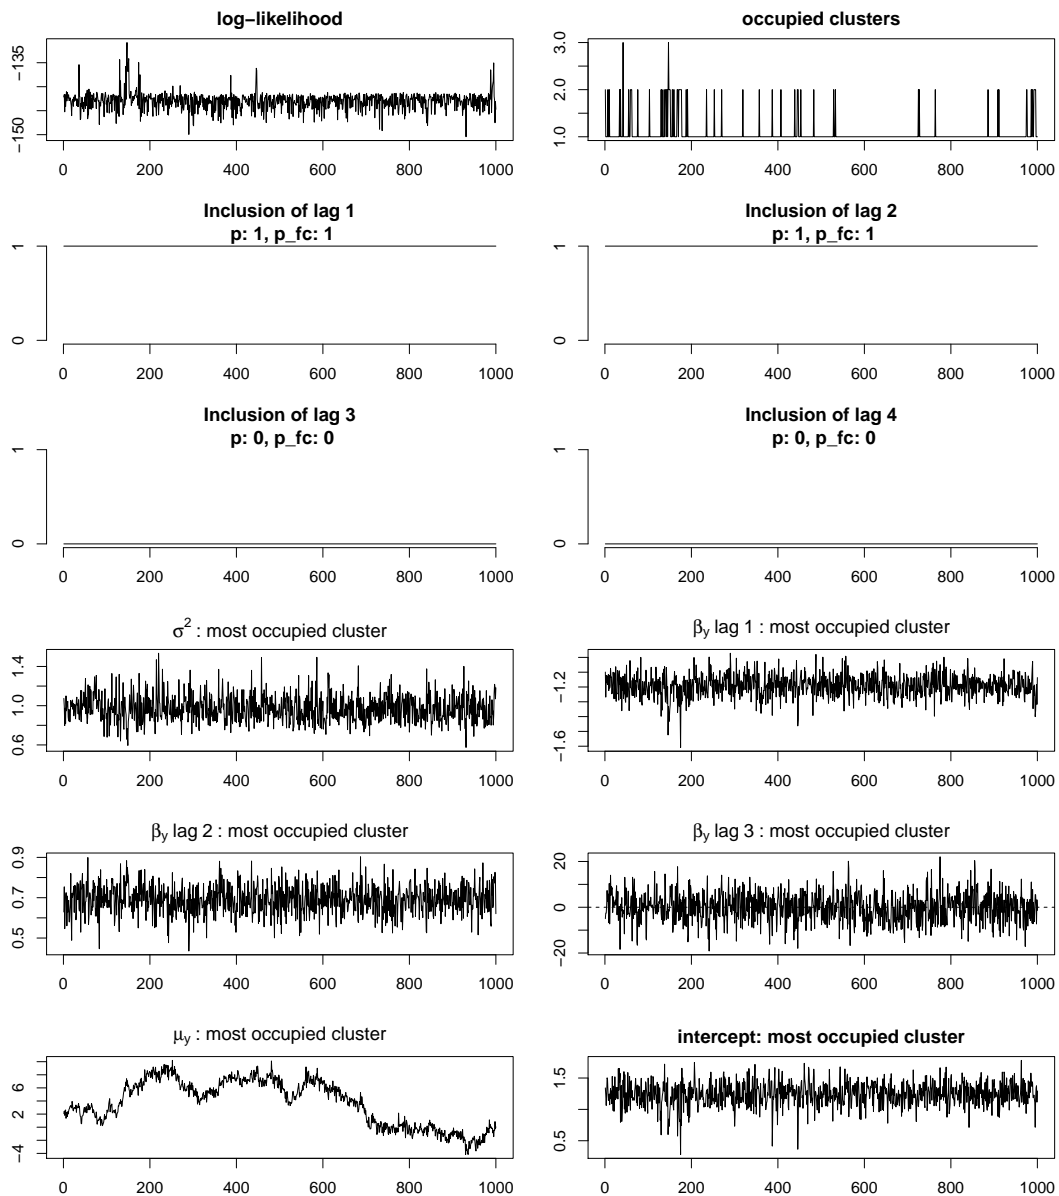 log−likelihood
−150 −135
0 200 400 600 800 1000
occupied clusters
1.0 2.0 3.0
0 200 400 600 800 1000
Inclusion of lag 1
p: 1, p_fc: 1
0 1
0 200 400 600 800 1000
Inclusion of lag 2
p: 1, p_fc: 1
0 1
0 200 400 600 800 1000
Inclusion of lag 3
p: 0, p_fc: 0
0 1
0 200 400 600 800 1000
Inclusion of lag 4
p: 0, p_fc: 0
0 1
0 200 400 600 800 1000
σ² : most occupied cluster
0.6 1.0 1.4
0 200 400 600 800 1000
βy lag 1 : most occupied cluster
−1.6 −1.2
0 200 400 600 800 1000
βy lag 2 : most occupied cluster
0.5 0.7 0.9
0 200 400 600 800 1000
βy lag 3 : most occupied cluster
−20 0 20
0 200 400 600 800 1000
μy : most occupied cluster
−4 2 6
0 200 400 600 800 1000
intercept: most occupied cluster
0.5 1.5
0 200 400 600 800 1000